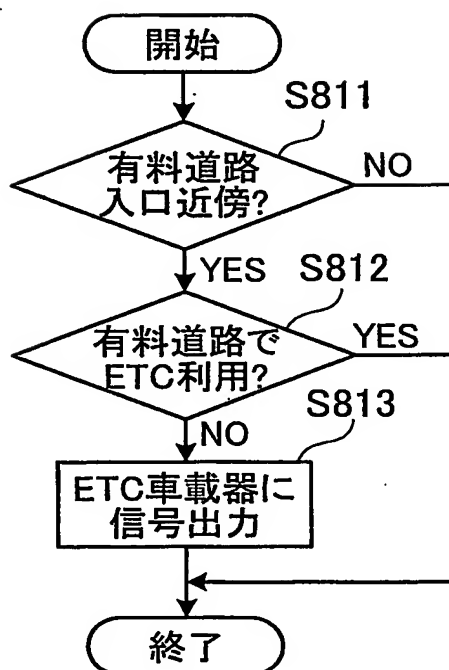 開始
S811
有料道路
入口近傍?
NO
YES
S812
有料道路で
ETC利用?
YES
NO
S813
ETC車載器に
信号出力
終了